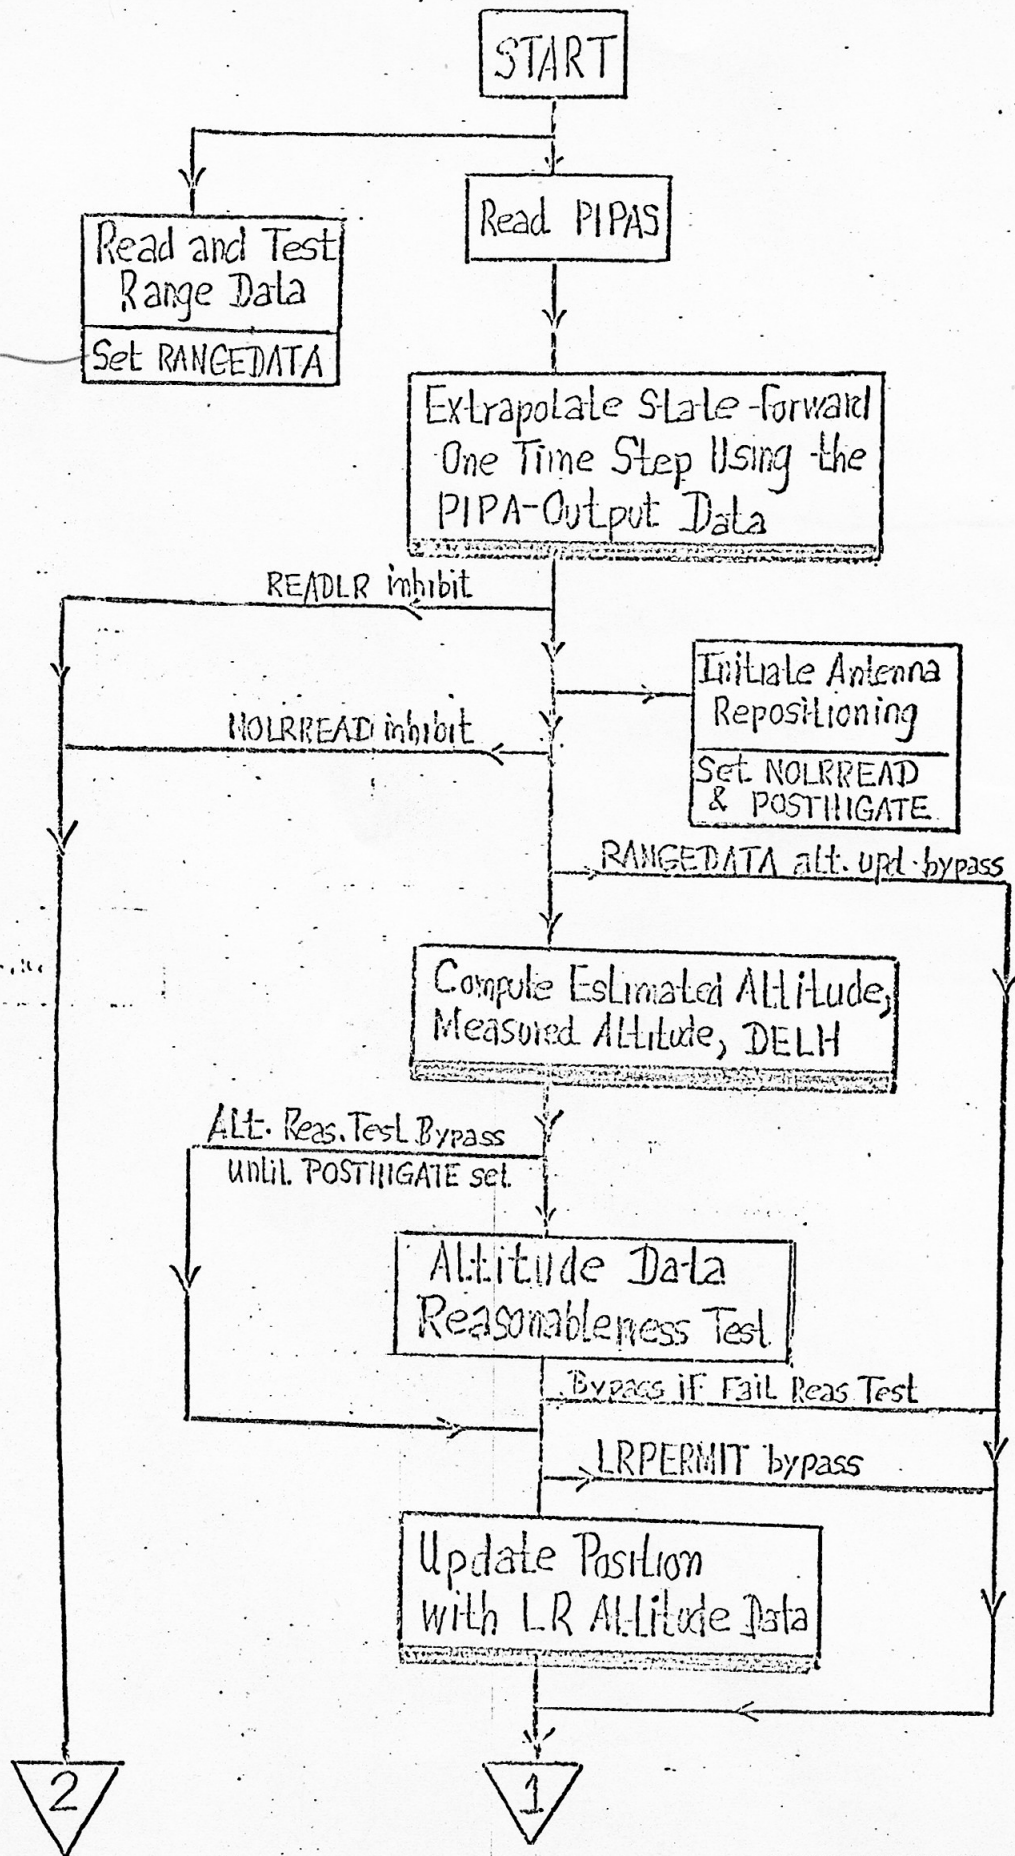 START
Read PIPAS
Read and Test
Range Data
Set RANGEDATA
Extrapolate State forward
One Time Step Using the
PIPA-Output Data
READLR inhibit
Initiate Antenna
Repositioning
NOLRREAD inhibit
Set NOLRREAD
& POSTHIGATE
RANGEDATA alt. upd. bypass
Compute Estimated Altitude,
Measured Altitude, DELH
Alt. Reas. Test Bypass
until POSTHIGATE set
Altitude Data
Reasonableness Test
Bypass if Fail Reas Test
LRPERMIT bypass
Update Position
with LR Altitude Data
2
1